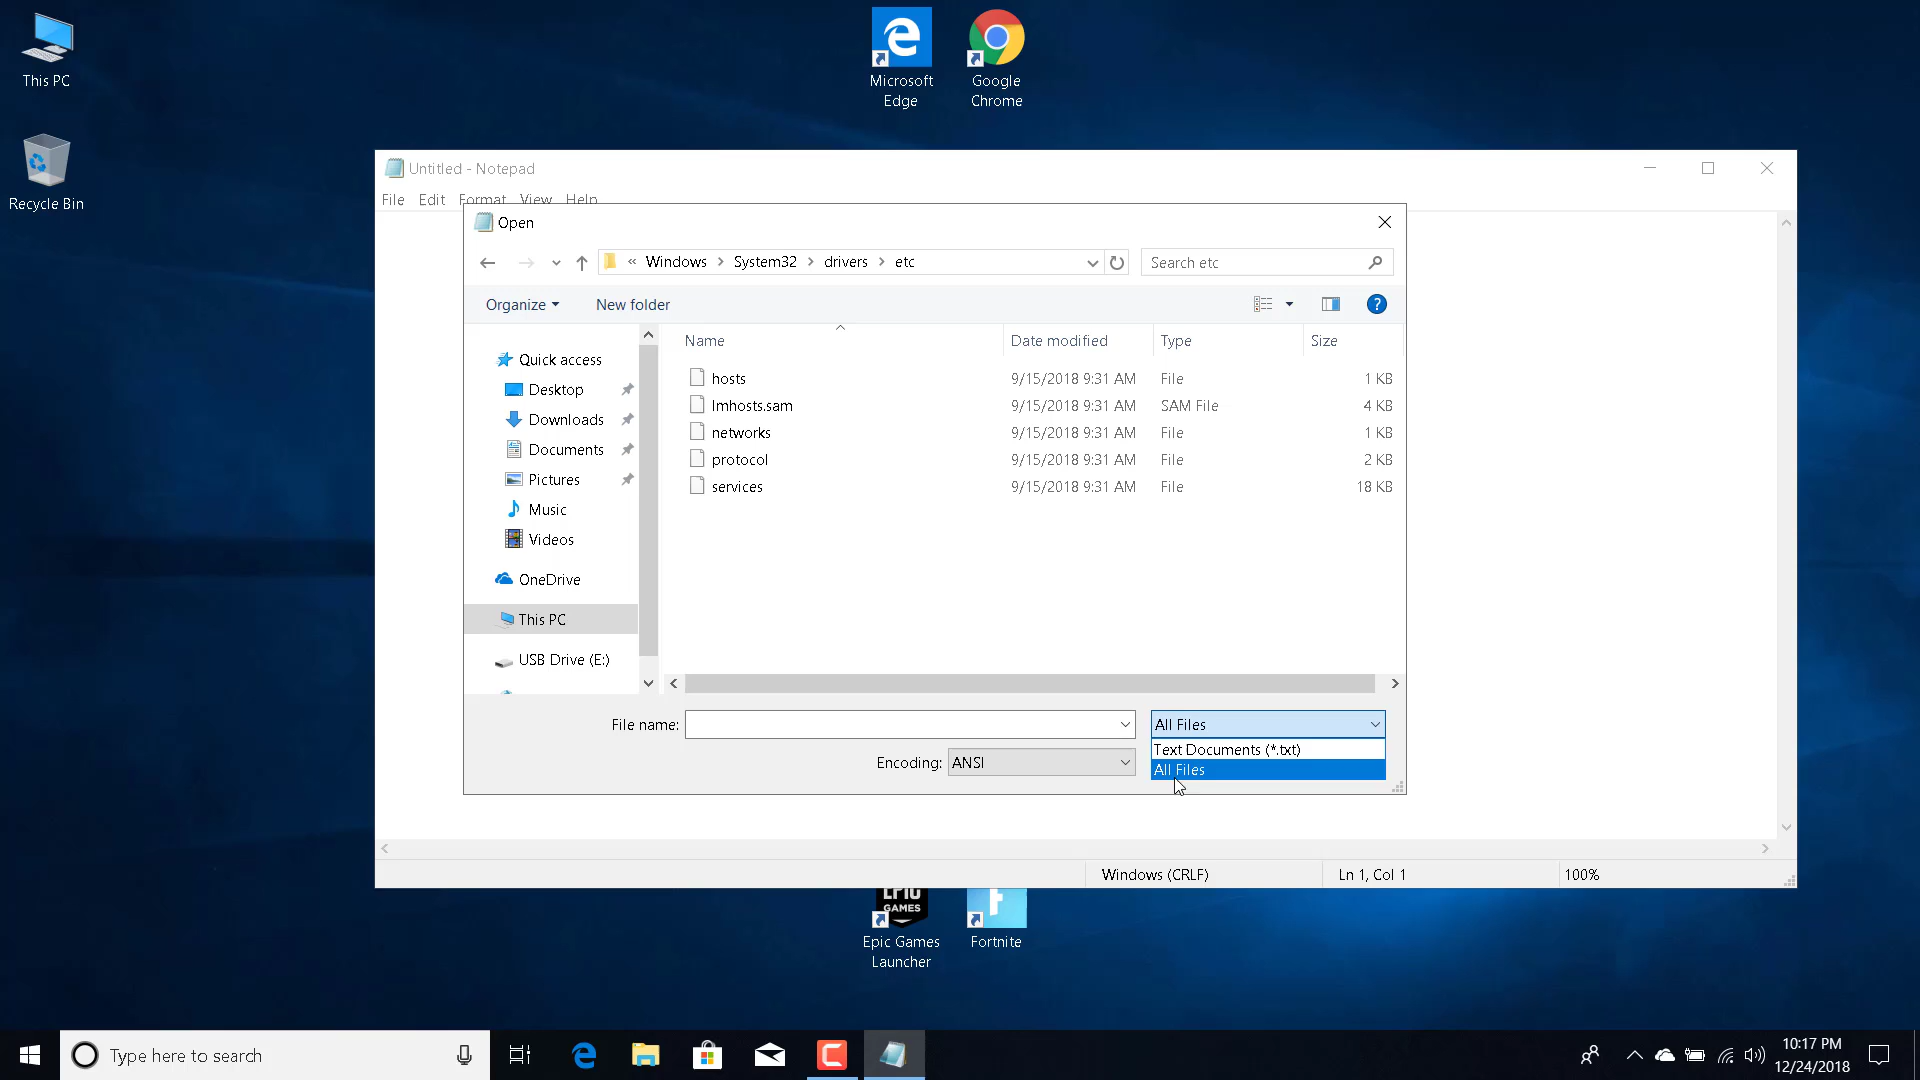 This PC
Recycle Bin
Microsoft
Edge
Google
Chrome
Untitled - Notepad
File Edit Format View Help
Open
« Windows > System32 > drivers > etc
Search etc
Organize
New folder
Name Date modified Type Size
Quick access
Desktop
Downloads
Documents
Pictures
Music
Videos
OneDrive
This PC
USB Drive (E:)
hosts 9/15/2018 9:31 AM File 1 KB
lmhosts.sam 9/15/2018 9:31 AM SAM File 4 KB
networks 9/15/2018 9:31 AM File 1 KB
protocol 9/15/2018 9:31 AM File 2 KB
services 9/15/2018 9:31 AM File 18 KB
File name:
All Files
Text Documents (*.txt)
All Files
Encoding: ANSI
Windows (CRLF) Ln 1, Col 1 100%
EPIC
GAMES
Epic Games
Launcher
Fortnite
Type here to search
10:17 PM
12/24/2018